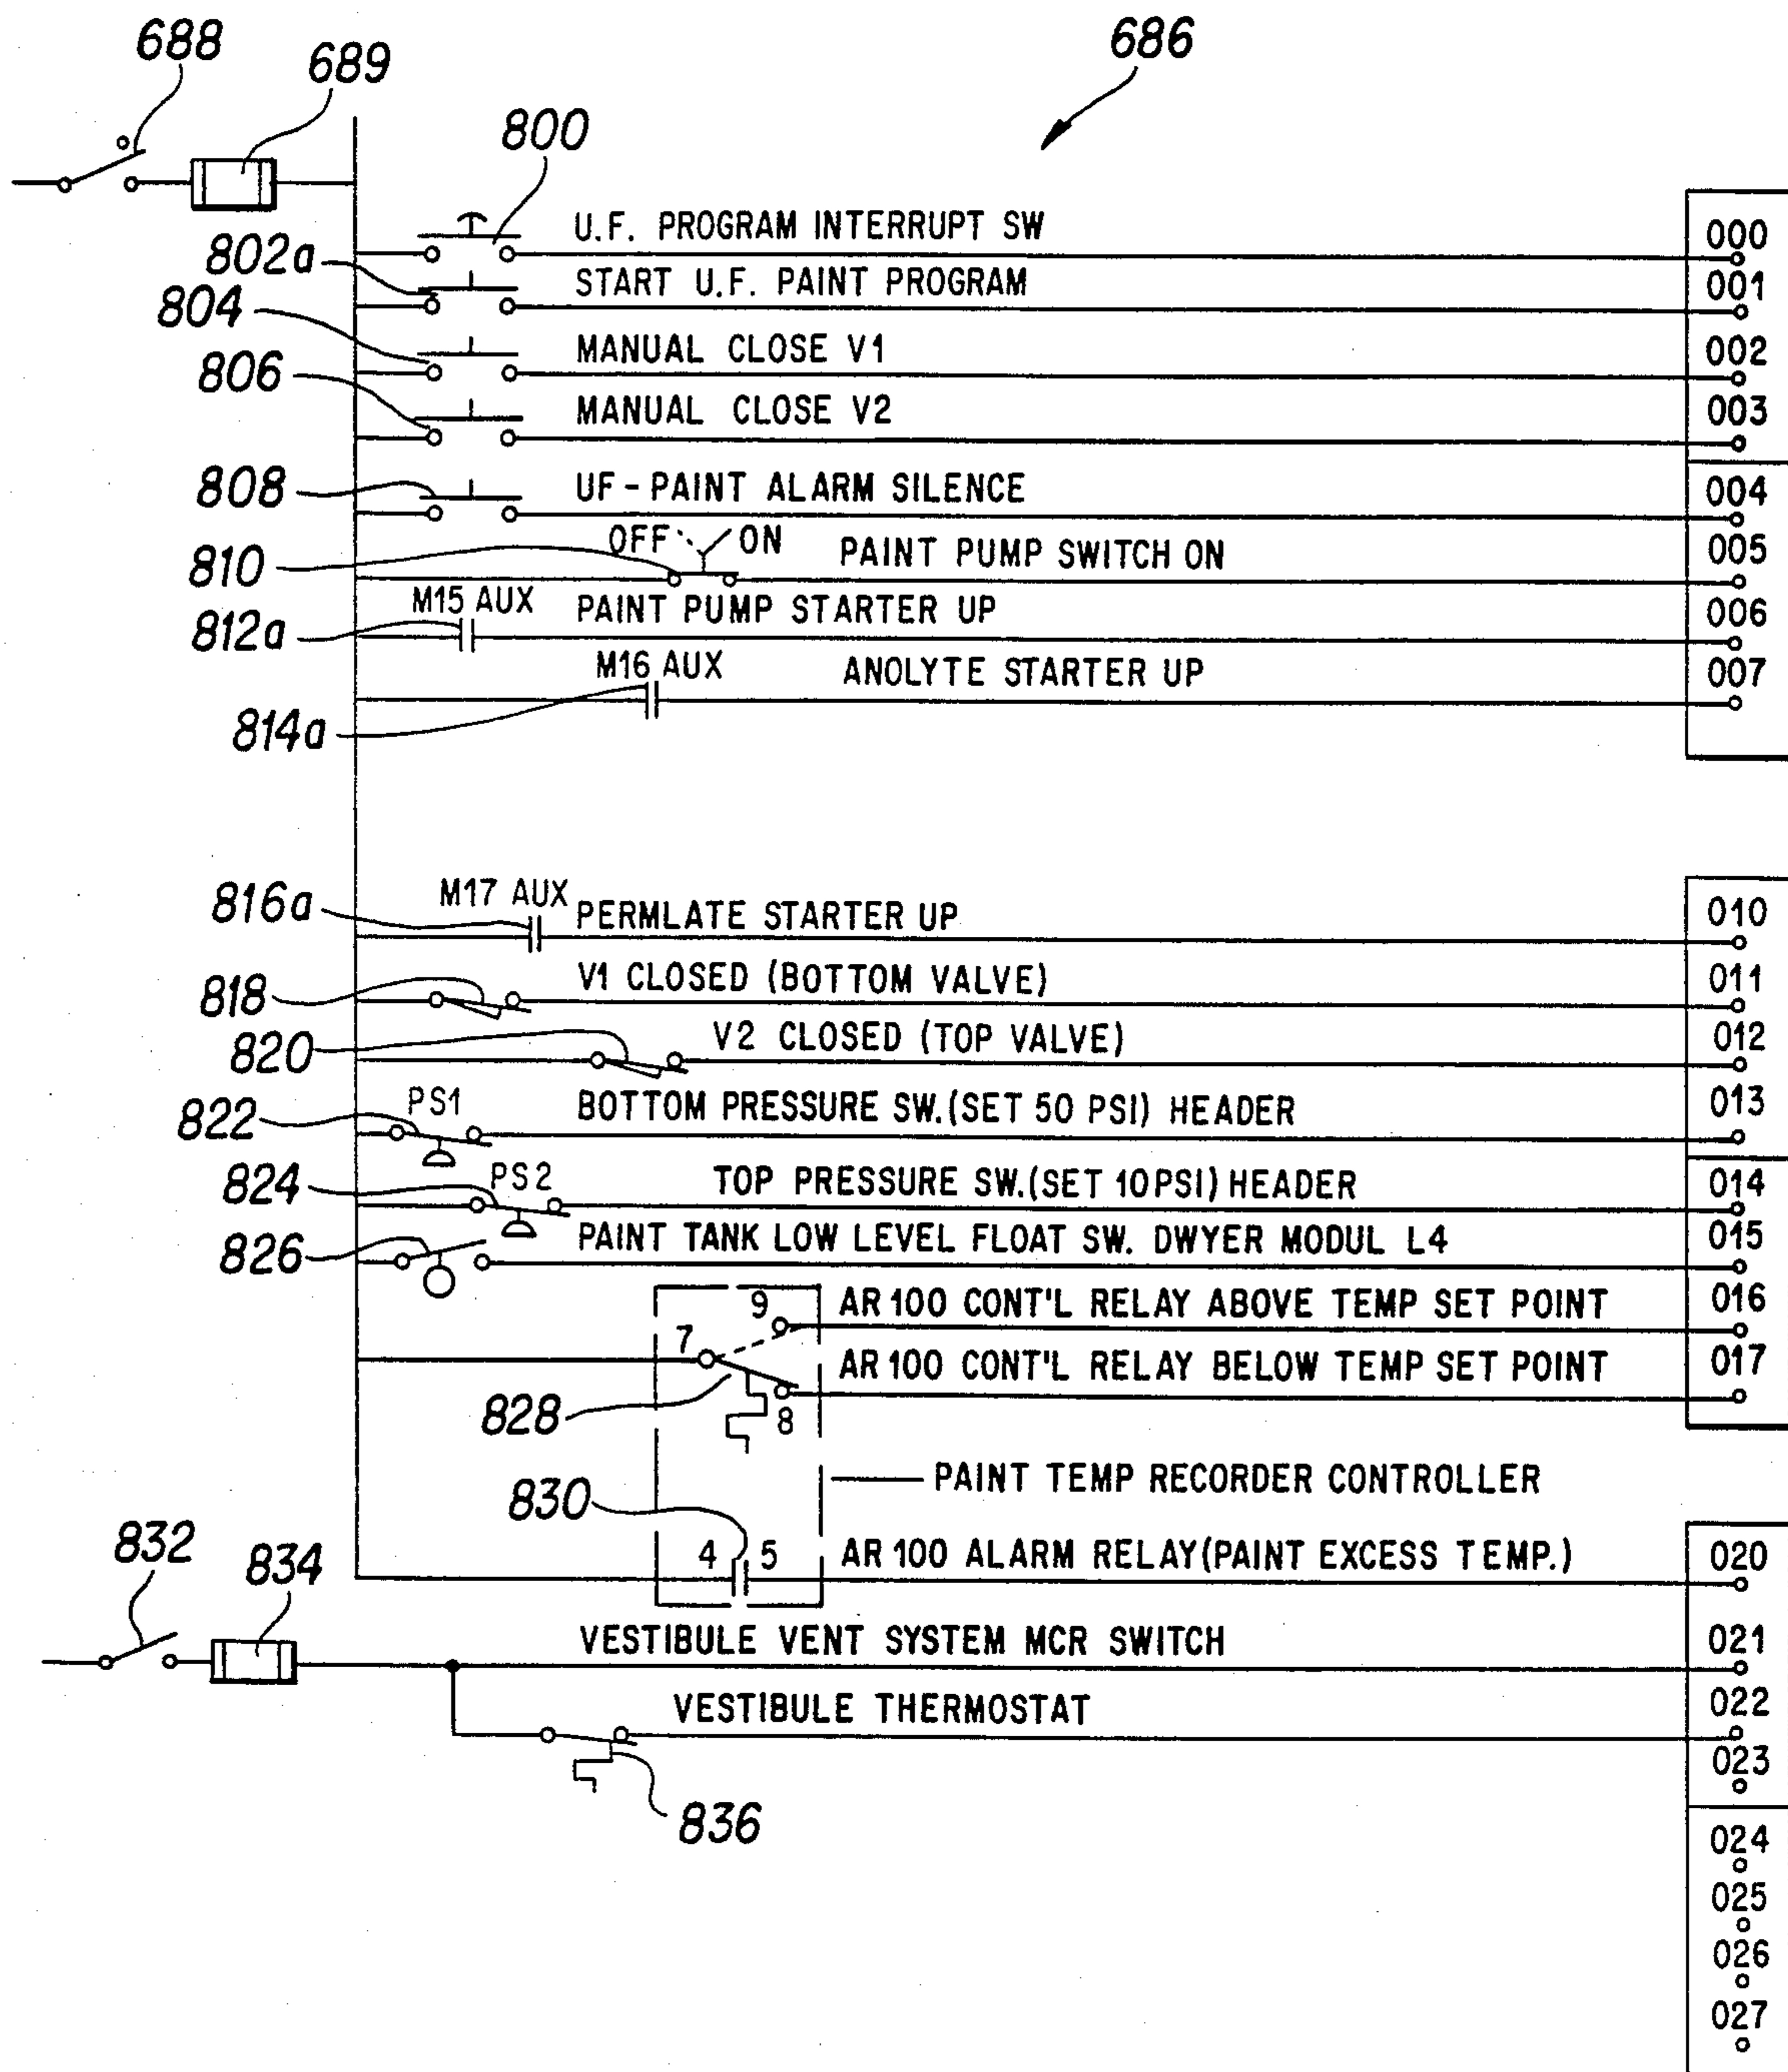 688
689
686
800
U.F. PROGRAM INTERRUPT SW
000
802a
START U.F. PAINT PROGRAM
001
804
MANUAL CLOSE V1
002
806
MANUAL CLOSE V2
003
808
UF-PAINT ALARM SILENCE
004
810
OFF ON
PAINT PUMP SWITCH ON
005
812a
M15 AUX
PAINT PUMP STARTER UP
006
M16 AUX
ANOLYTE STARTER UP
007
814a
816a
M17 AUX
PERMLATE STARTER UP
010
818
V1 CLOSED (BOTTOM VALVE)
011
820
V2 CLOSED (TOP VALVE)
012
822
PS1
BOTTOM PRESSURE SW.(SET 50 PSI) HEADER
013
824
PS2
TOP PRESSURE SW.(SET 10PSI) HEADER
014
826
PAINT TANK LOW LEVEL FLOAT SW. DWYER MODUL L4
015
9
AR100 CONT'L RELAY ABOVE TEMP SET POINT
016
7
AR100 CONT'L RELAY BELOW TEMP SET POINT
017
828
8
PAINT TEMP RECORDER CONTROLLER
830
4 5
AR100 ALARM RELAY(PAINT EXCESS TEMP.)
020
832
834
VESTIBULE VENT SYSTEM MCR SWITCH
021
VESTIBULE THERMOSTAT
022
023
836
024
025
026
027